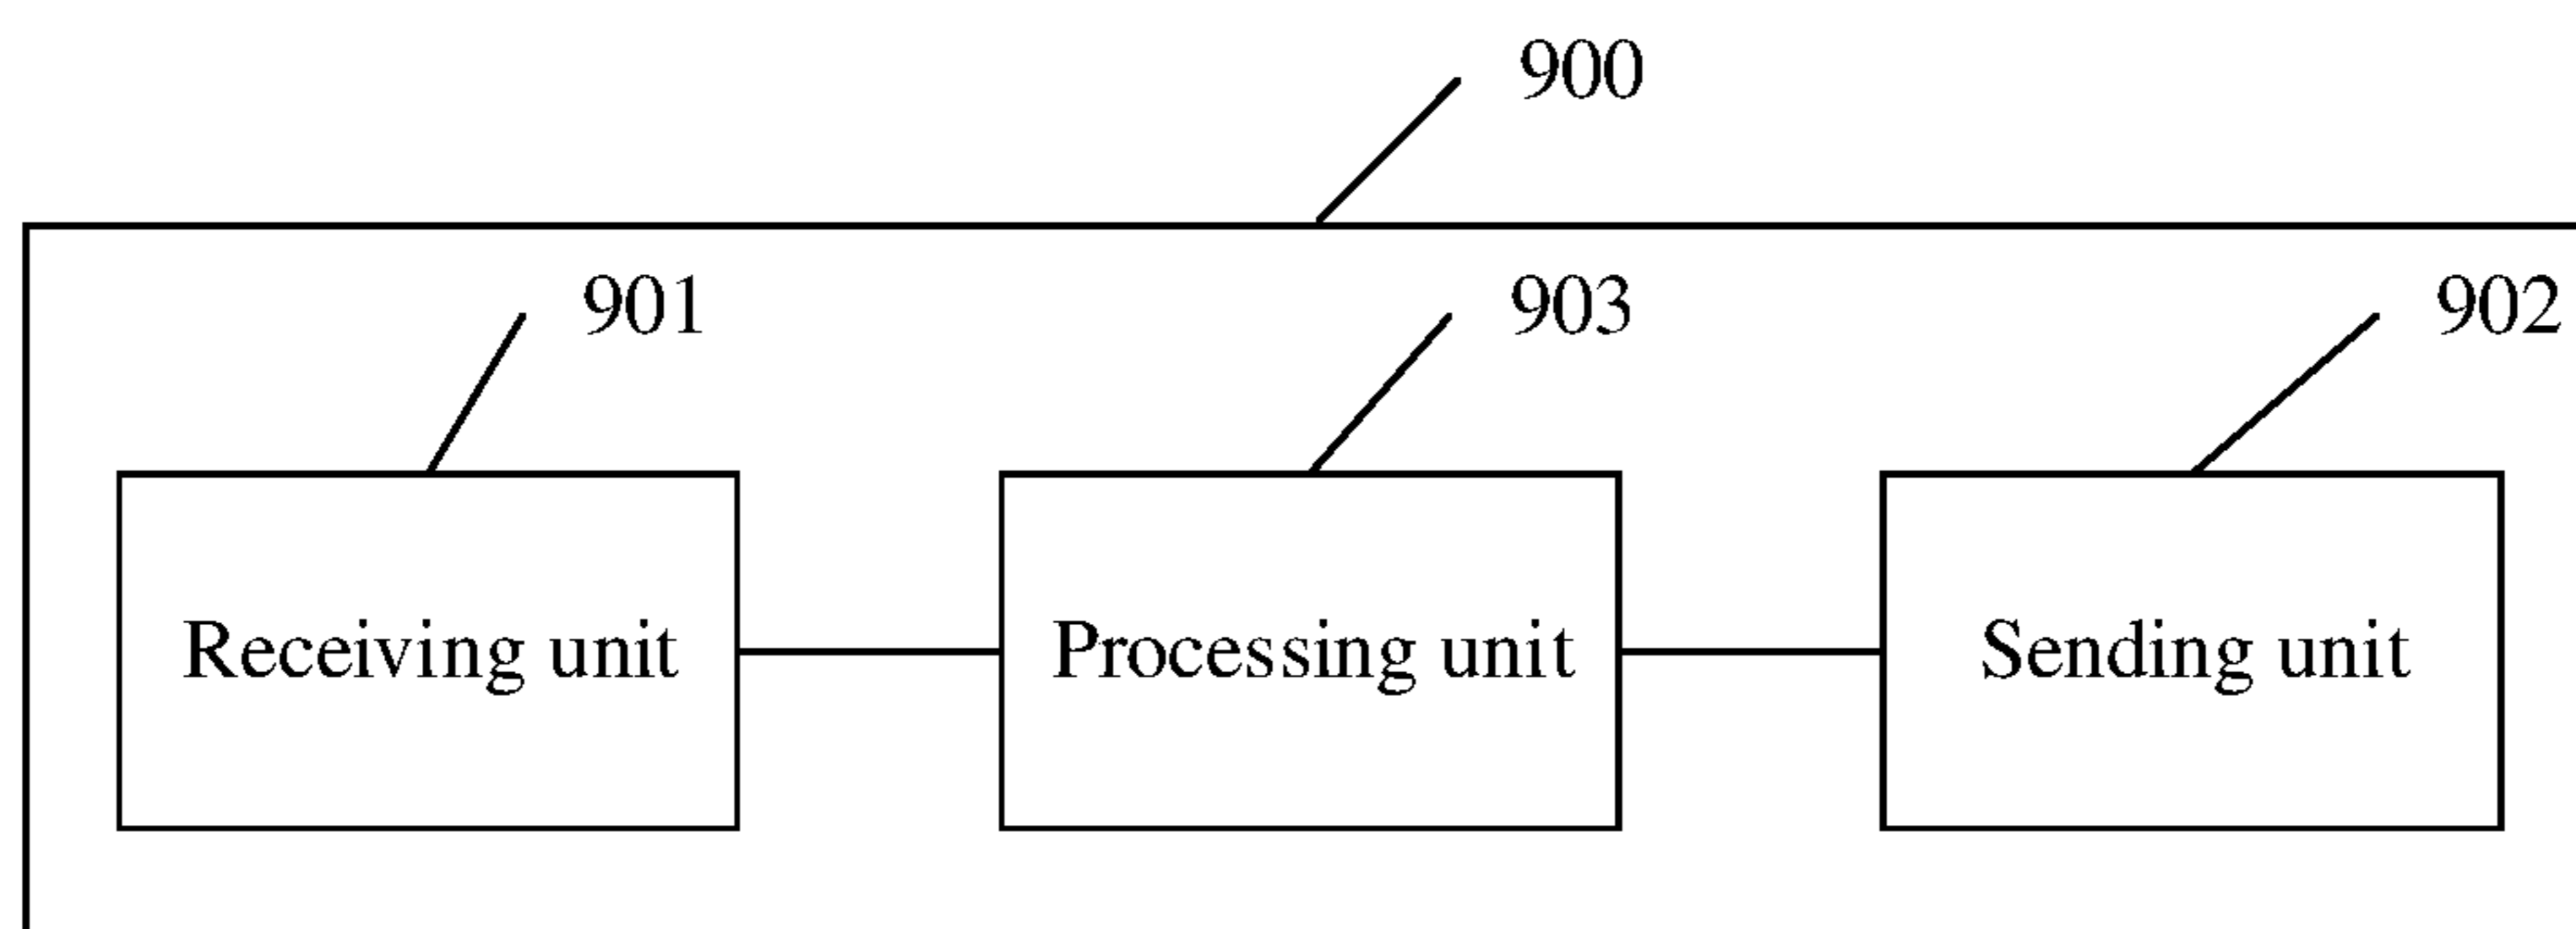 900
901
903
902
Receiving unit
Processing unit
Sending unit